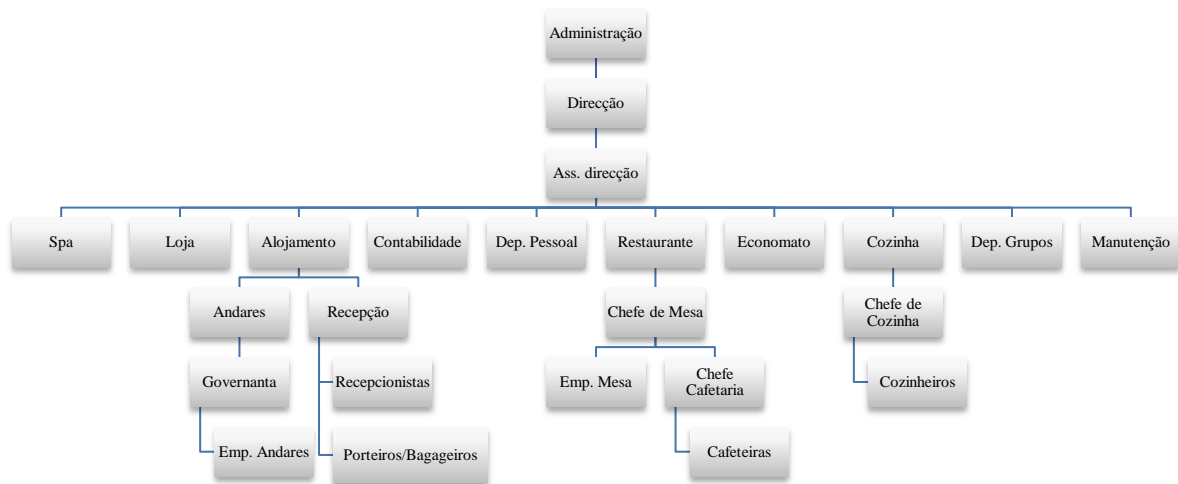 Administração
Direcção
Ass. direcção
Spa
Loja
Alojamento
Contabilidade
Dep. Pessoal
Restaurante
Economato
Cozinha
Dep. Grupos
Manutenção
Andares
Recepção
Chefe de Mesa
Chefe de
Cozinha
Governanta
Recepcionistas
Emp. Mesa
Chefe
Cafetaria
Cozinheiros
Emp. Andares
Porteiros/Bagageiros
Cafeteiras